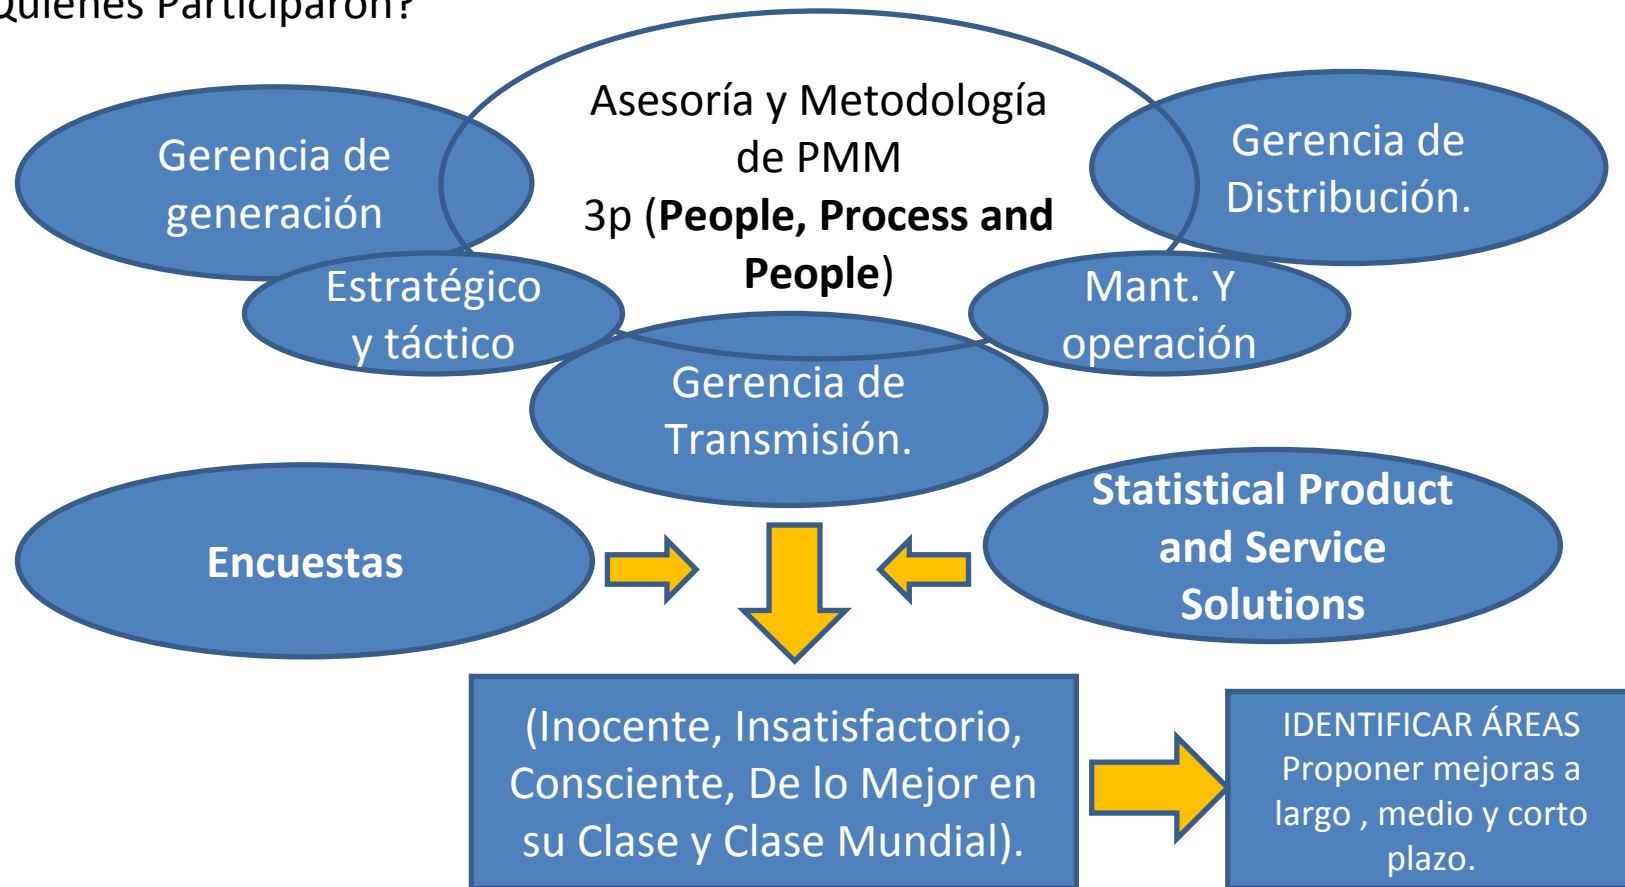 Quienes Participaron?
Asesoría y Metodología
de PMM
3p (People, Process and
People)
Gerencia de
generación
Gerencia de
Distribución.
Estratégico
y táctico
Mant. Y
operación
Gerencia de
Transmisión.
Encuestas
Statistical Product
and Service
Solutions
(Inocente, Insatisfactorio,
Consciente, De lo Mejor en
su Clase y Clase Mundial).
IDENTIFICAR ÁREAS
Proponer mejoras a
largo , medio y corto
plazo.